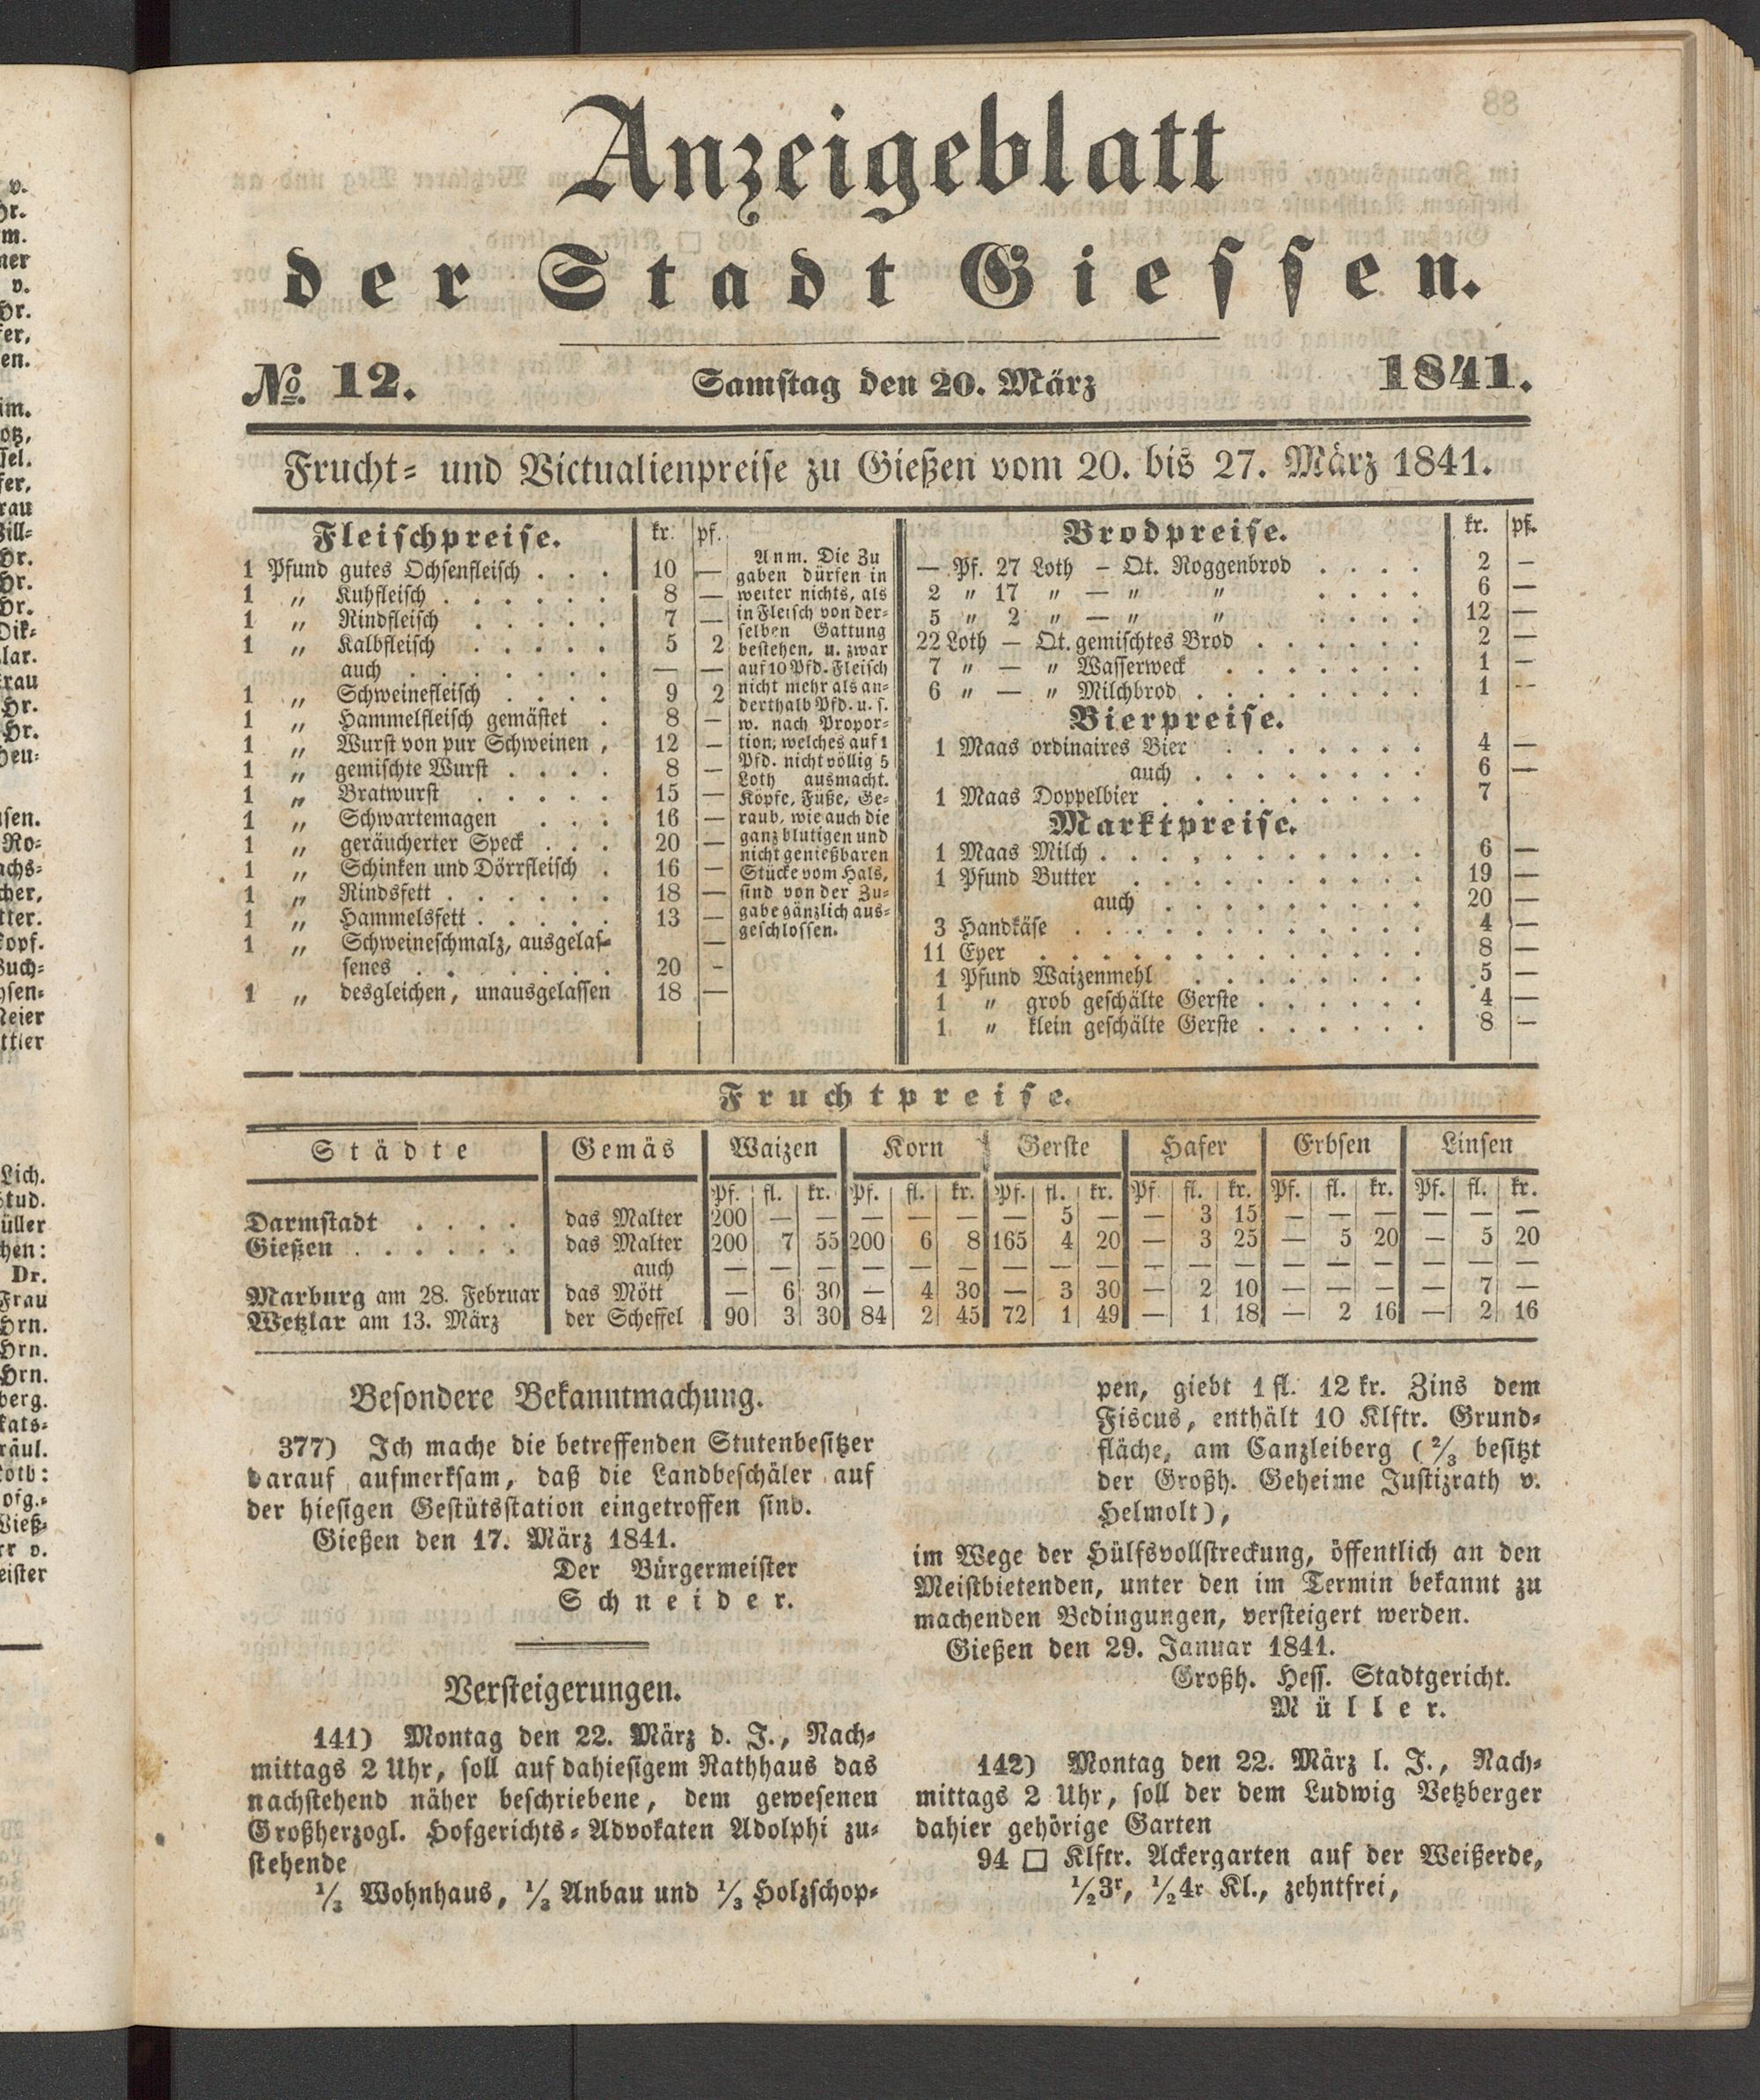 Anzeigeblatt
der Stadt Giessen.
No. 12. Samstag den 20. März 1841.
Frucht= und Victualienpreise zu Gießen vom 20. bis 27. März 1841.
Fleischpreise. kr. pf.
1 Pfund gutes Ochsenfleisch . . . 10 —
1 „ Kuhfleisch . . . . . . 8 —
1 „ Rindfleisch . . . . . 7 —
1 „ Kalbfleisch . . . . . 5 2
auch . . . . . . . — —
1 „ Schweinefleisch . . . . 9 2
1 „ Hammelfleisch gemästet . 8 —
1 „ Wurst von pur Schweinen , 12 —
1 „ gemischte Wurst . . . . 8 —
1 „ Bratwurst . . . . . 15 —
1 „ Schwartemagen . . . 16 —
1 „ geräucherter Speck . . . 20 —
1 „ Schinken und Dörrfleisch . 16 —
1 „ Rindsfett . . . . . . 18 —
1 „ Hammelsfett . . . . . 13 —
1 „ Schweineschmalz, ausgelas= —
senes . . . . . . . 20 -
1 „ desgleichen, unausgelassen 18 —
Anm. Die Zu
gaben dürfen in
weiter nichts, als
in Fleisch von der=
selben Gattung
bestehen, u. zwar
auf 10 Pfd. Fleisch
nicht mehr als an=
derthalb Pfd. u. s.
w. nach Propor=
tion, welches auf 1
Pfd. nicht völlig 5
Loth ausmacht.
Köpfe, Füße, Ge=
raub, wie auch die
ganz blutigen und
nicht genießbaren
Stücke vom Hals,
sind von der Zu=
gabe gänzlich aus=
geschlossen.
Brodpreise. kr. pf.
— Pf. 27 Loth – Qt. Roggenbrod . . . . 2 —
2 „ 17 „ — „ „ . . . . 6 —
5 „ 2 „ — „ „ . . . . 12 —
22 Loth — Qt. gemischtes Brod . . . . . . 2 —
7 „ — „ Wasserweck . . . . . . . 1 —
6 „ — „ Milchbrod . . . . . . . . 1 --
Bierpreise.
1 Maas ordinaires Bier . . . . . . . 4 —
auch . . . . . . . . 6 —
1 Maas Doppelbier . . . . . . . . . 7
Marktpreise.
1 Maas Milch . . . . . . . . . . . 6 —
1 Pfund Butter . . . . . . . . . . 19 —
auch . . . . . . . . . 20 —
3 Handkäse . . . . . . . . . . . . 4 —
11 Eyer . . . . . . . . . . . . . 8 —
1 Pfund Waizenmehl . . . . . . . . 5 —
1 „ grob geschälte Gerste . . . . . . 4 —
1 „ klein geschälte Gerste . . . . . . 8 —
Fruchtpreise.
Städte Gemäs Waizen Korn Gerste Hafer Erbsen Linsen
Pf. fl. kr. Pf. fl. kr. Pf. fl. kr. Pf fl. kr. Pf. fl. kr. Pf. fl. kr.
Darmstadt . . . . das Malter 200 — — — — — — 5 — — 3 15 — — — — — —
Gießen . . . . . . das Malter 200 7 55 200 6 8 165 4 20 — 3 25 — 5 20 — 5 20
auch — — — — — — — — — — — — — — — — — —
Marburg am 28. Februar das Mött — 6 30 — 4 30 — 3 30 — 2 10 — — — — 7 —
Wetzlar am 13. März der Scheffel 90 3 30 84 2 45 72 1 49 — 1 18 — 2 16 — 2 16
Besondere Bekanntmachung.
377) Ich mache die betreffenden Stutenbesitzer
darauf aufmerksam, daß die Landbeschäler auf
der hiesigen Gestütsstation eingetroffen sind.
Gießen den 17. März 1841.
Der Bürgermeister
Schneider.
Versteigerungen.
141) Montag den 22. März d. J., Nach=
mittags 2 Uhr, soll auf dahiesigem Rathhaus das
nachstehend näher beschriebene, dem gewesenen
Großherzogl. Hofgerichts=Advokaten Adolphi zu=
stehende
1/3 Wohnhaus, 1/3 Anbau und 1/3 Holzschop=
pen, giebt 1 fl. 12 kr. Zins dem
Fiscus, enthält 10 Klftr. Grund=
fläche, am Canzleiberg (2/3 besitzt
der Großh. Geheime Justizrath v.
Helmolt),
im Wege der Hülfsvollstreckung, öffentlich an den
Meistbietenden, unter den im Termin bekannt zu
machenden Bedingungen, versteigert werden.
Gießen den 29. Januar 1841.
Großh. Hess. Stadtgericht.
Müller.
142) Montag den 22. März l. J., Nach=
mittags 2 Uhr, soll der dem Ludwig Vetzberger
dahier gehörige Garten
94 □ Klftr. Ackergarten auf der Weißerde,
1/2 3r, 1/2 4r Kl., zehntfrei,